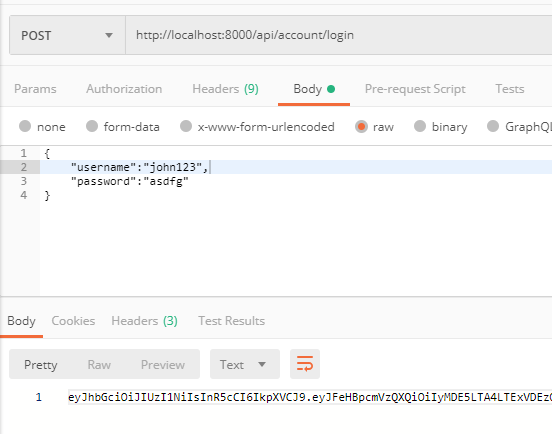 POST http://localhost:8000/api/account/login
Params Authorization Headers (9) Body Pre-request Script Tests
none form-data x-www-form-urlencoded raw binary GraphQL
1 {
2 "username":"john123",
3 "password":"asdfg"
4 }
Body Cookies Headers (3) Test Results
Pretty Raw Preview Text
1 eyJhbGciOiJIUzI1NiIsInR5cCI6IkpXVCJ9.eyJFeHBpcmVzQXQiOiIyMDE5LTA4LTExVDEz